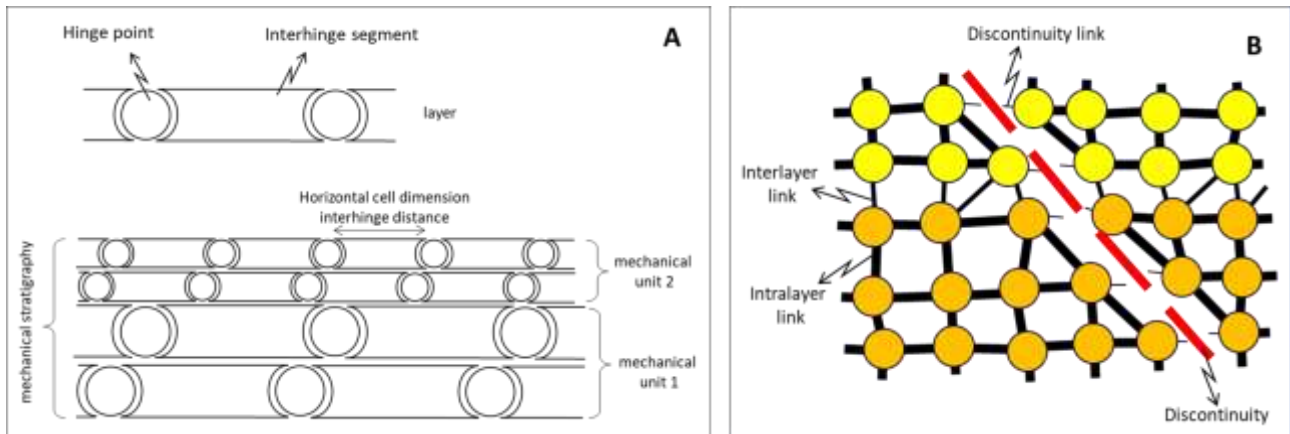 Hinge point
Interhinge segment
A
layer
Horizontal cell dimension
interhinge distance
mechanical stratigraphy
mechanical
unit 2
mechanical
unit 1
Discontinuity link
B
Interlayer
link
Intralayer
link
Discontinuity